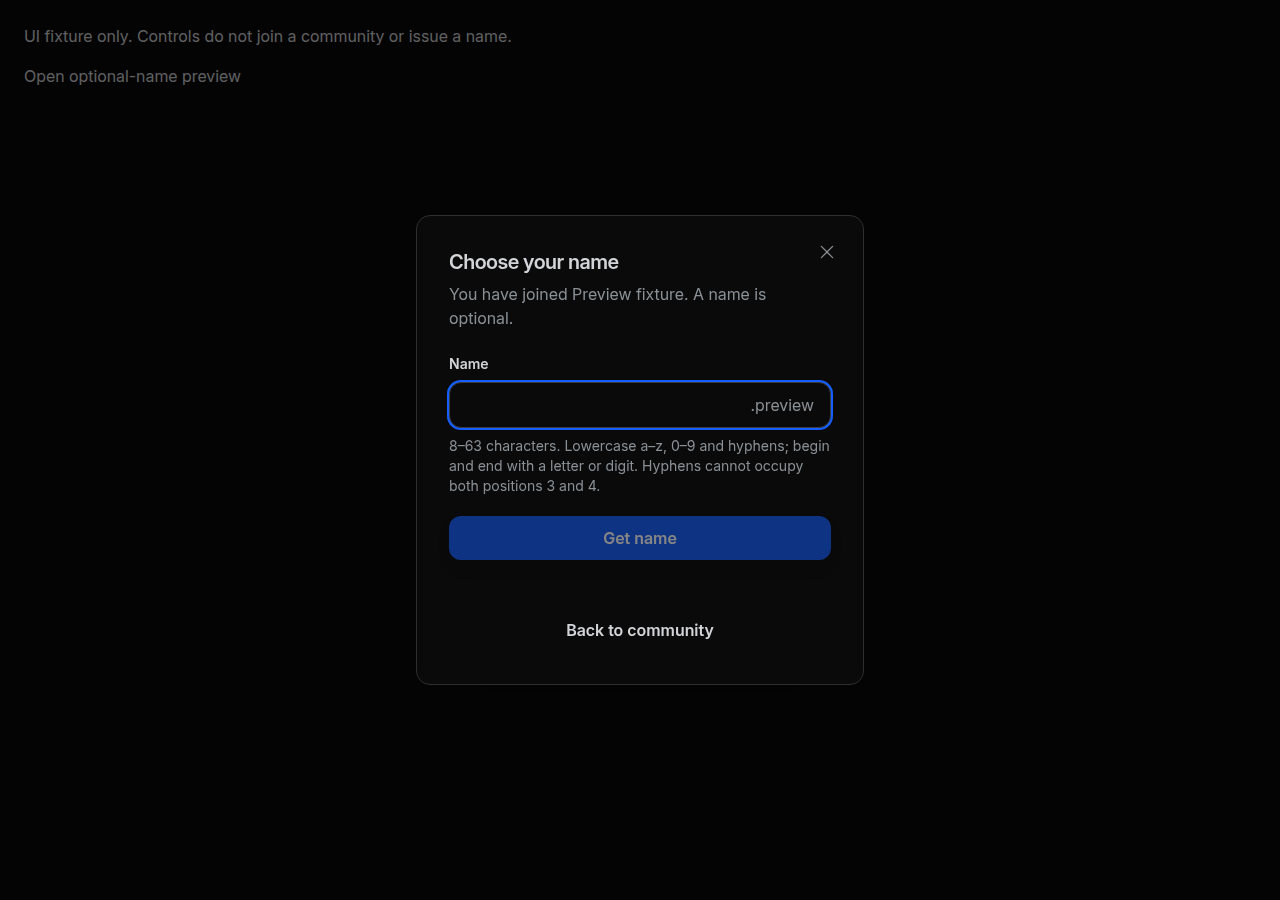 UI fixture only. Controls do not join a community or issue a name.
Open optional-name preview
Choose your name
You have joined Preview fixture. A name is
optional.
Name
.preview
8–63 characters. Lowercase a–z, 0–9 and hyphens; begin
and end with a letter or digit. Hyphens cannot occupy
both positions 3 and 4.
Get name
Back to community